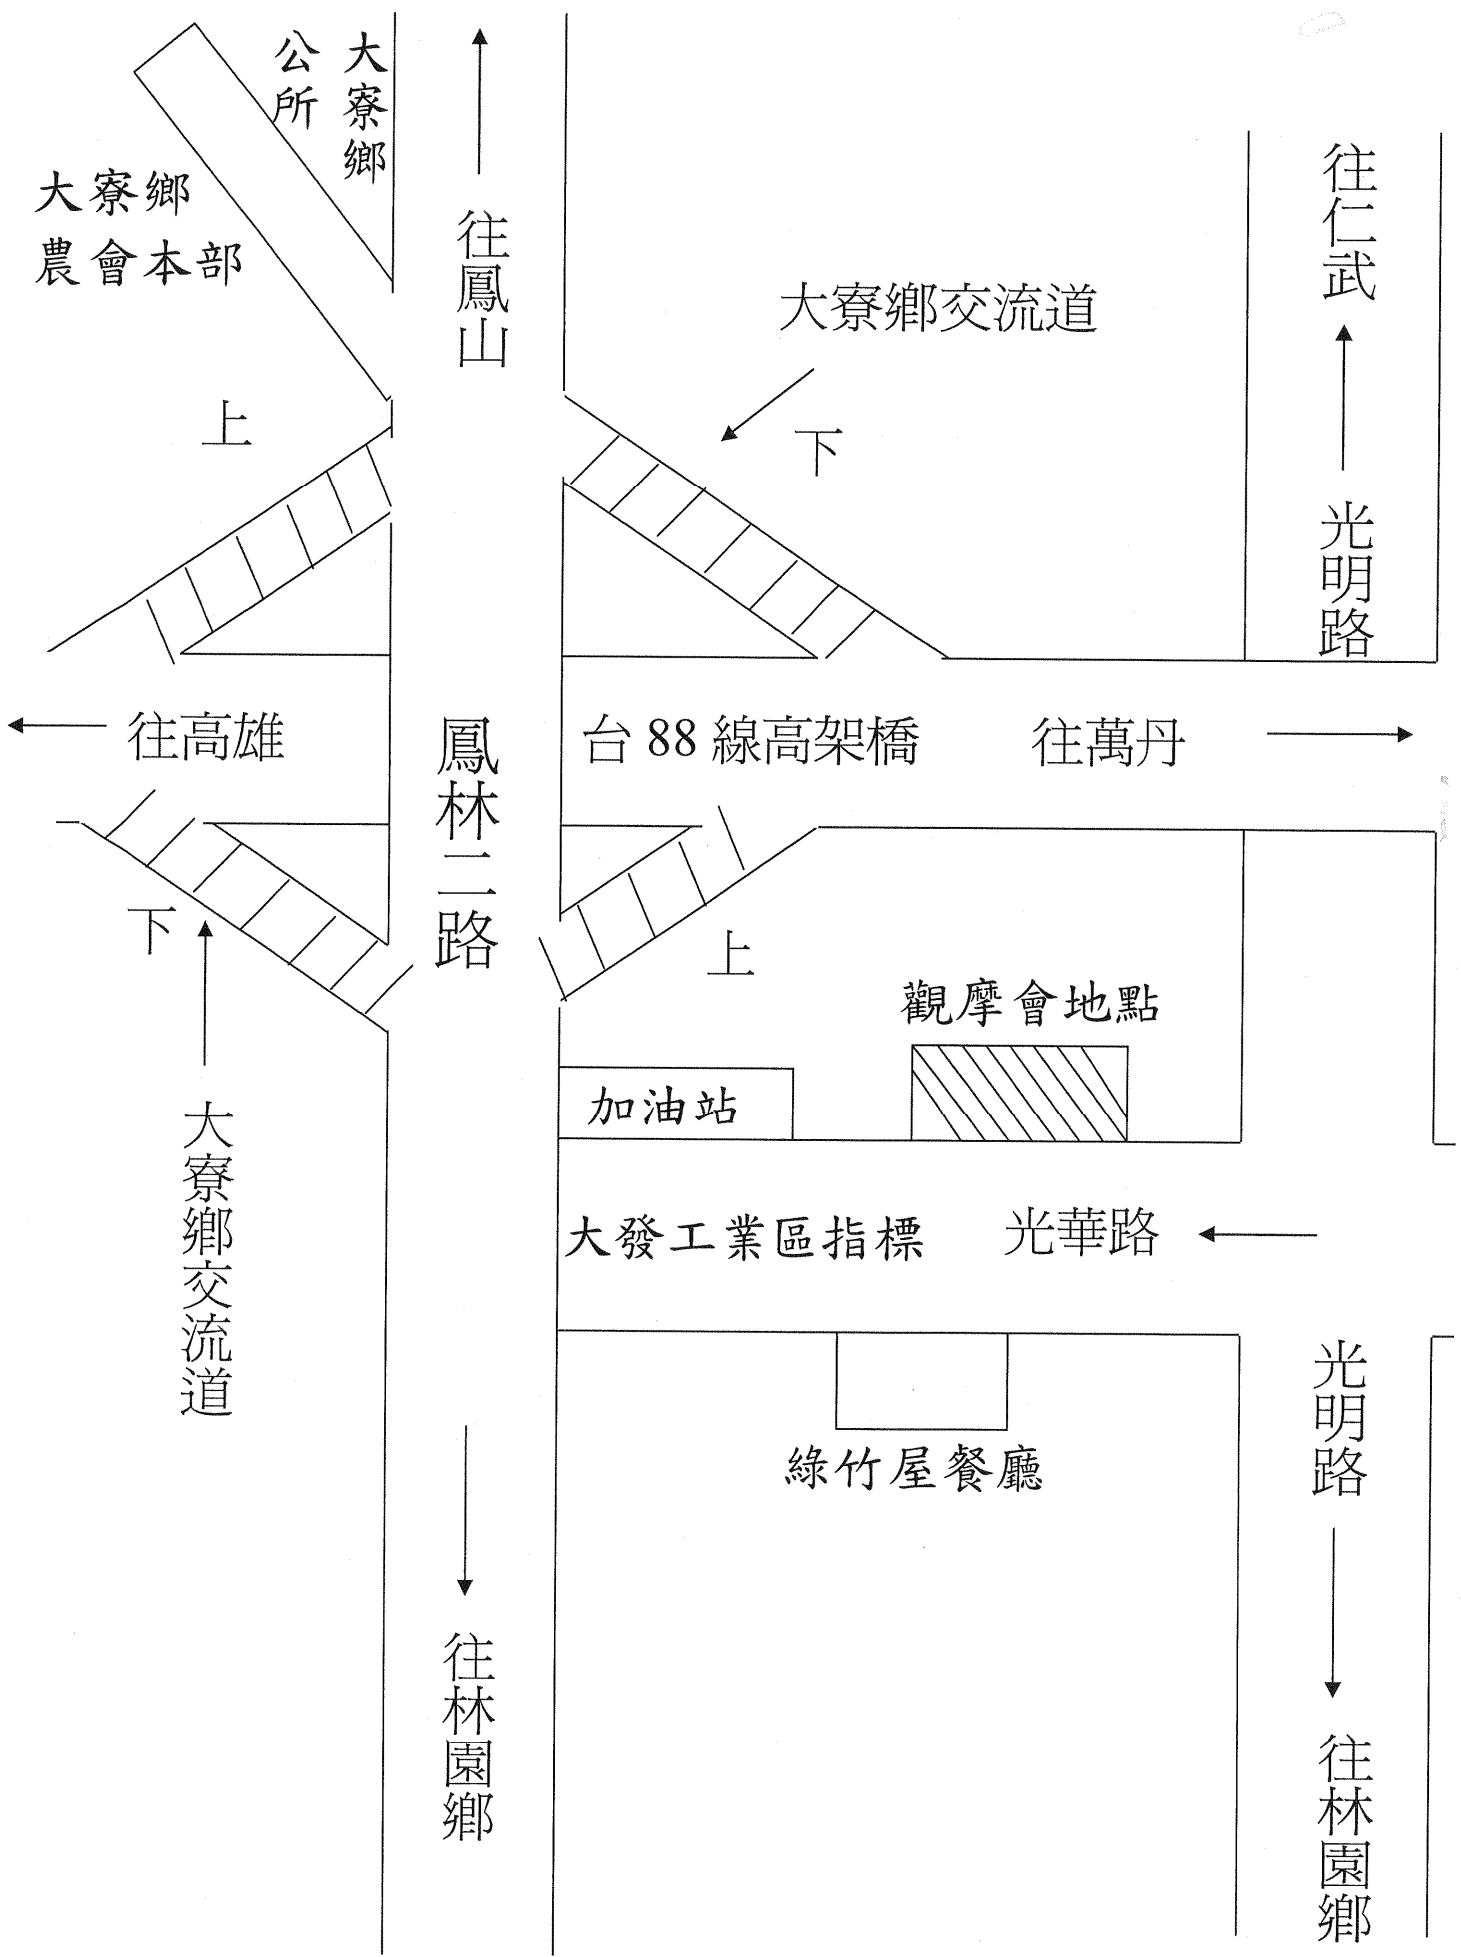 大寮鄉
公所
大寮鄉
農會本部
往鳳山
大寮鄉交流道
往仁武
上
下
光明路
往高雄
鳳林二路
台 88 線高架橋
往萬丹
下
上
觀摩會地點
加油站
大寮鄉交流道
大發工業區指標
光華路
光明路
綠竹屋餐廳
往林園鄉
往林園鄉